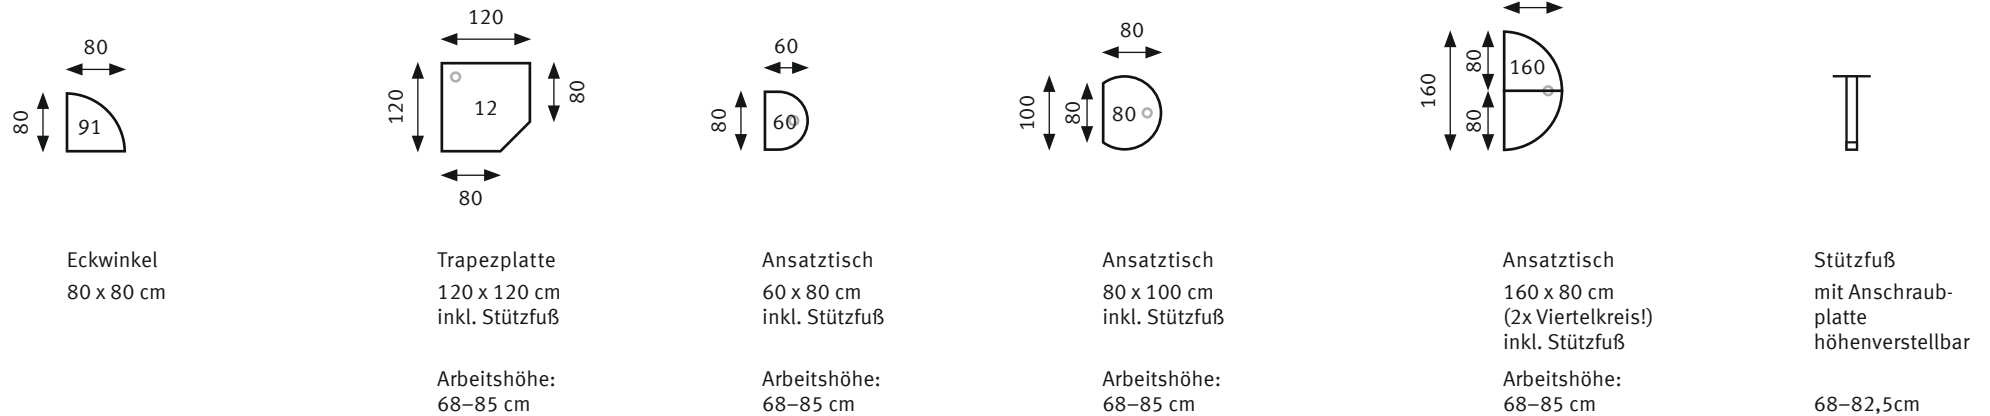 80
80
91
Eckwinkel
80 x 80 cm
120
120
80
12
80
Trapezplatte
120 x 120 cm
inkl. Stützfuß
Arbeitshöhe:
68–85 cm
60
80
60
Ansatztisch
60 x 80 cm
inkl. Stützfuß
Arbeitshöhe:
68–85 cm
80
100
80
80
Ansatztisch
80 x 100 cm
inkl. Stützfuß
Arbeitshöhe:
68–85 cm
160
80
160
80
Ansatztisch
160 x 80 cm
(2x Viertelkreis!)
inkl. Stützfuß
Arbeitshöhe:
68–85 cm
Stützfuß
mit Anschraub-
platte
höhenverstellbar
68–82,5cm